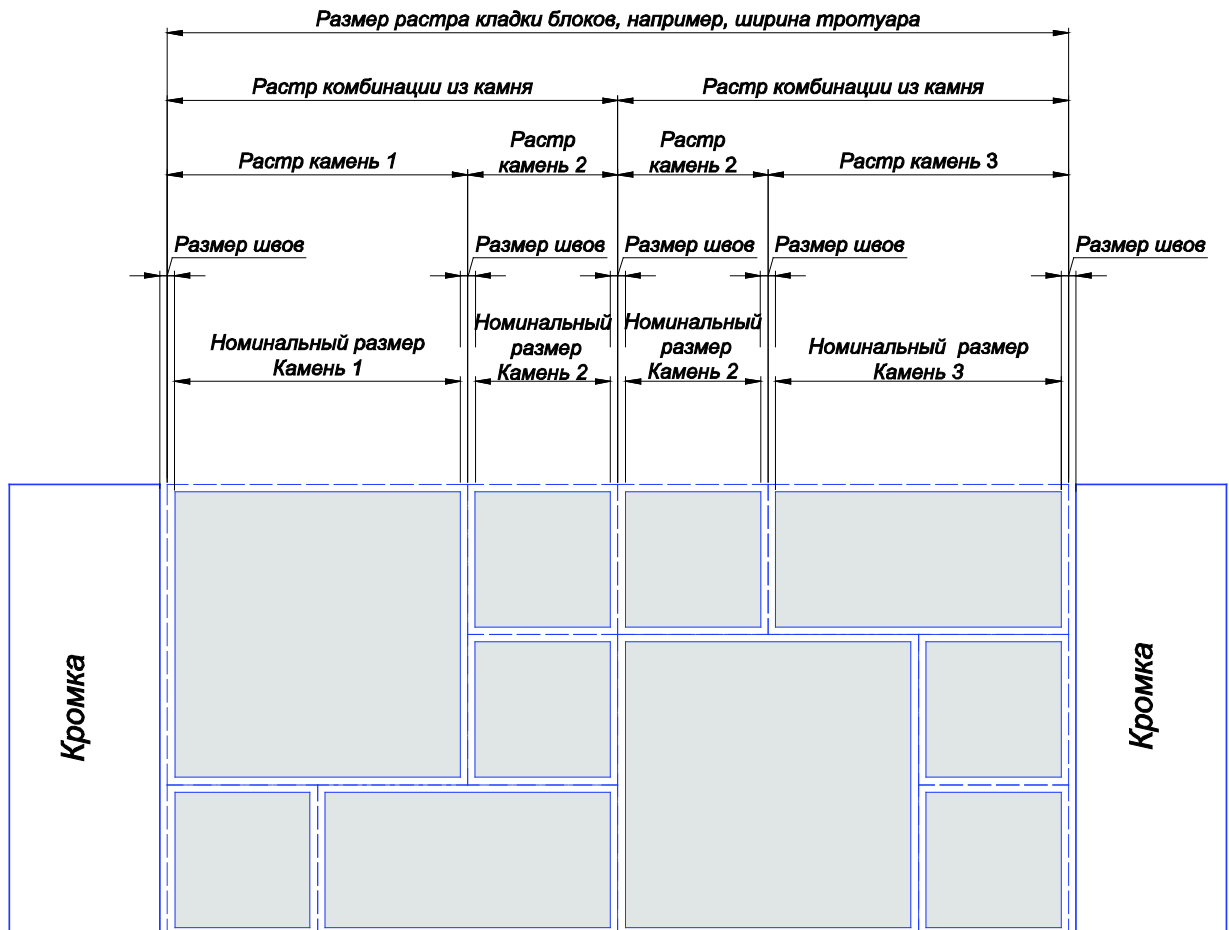 Размер растра кладки блоков, например, ширина тротуара
Растр комбинации из камня
Растр комбинации из камня
Растр камень 1
Растр
камень 2
Растр
камень 2
Растр камень 3
Размер швов
Размер швов
Размер швов
Размер швов
Размер швов
Номинальный размер
Камень 1
Номинальный
размер
Камень 2
Номинальный
размер
Камень 2
Номинальный размер
Камень 3
Кромка
Кромка